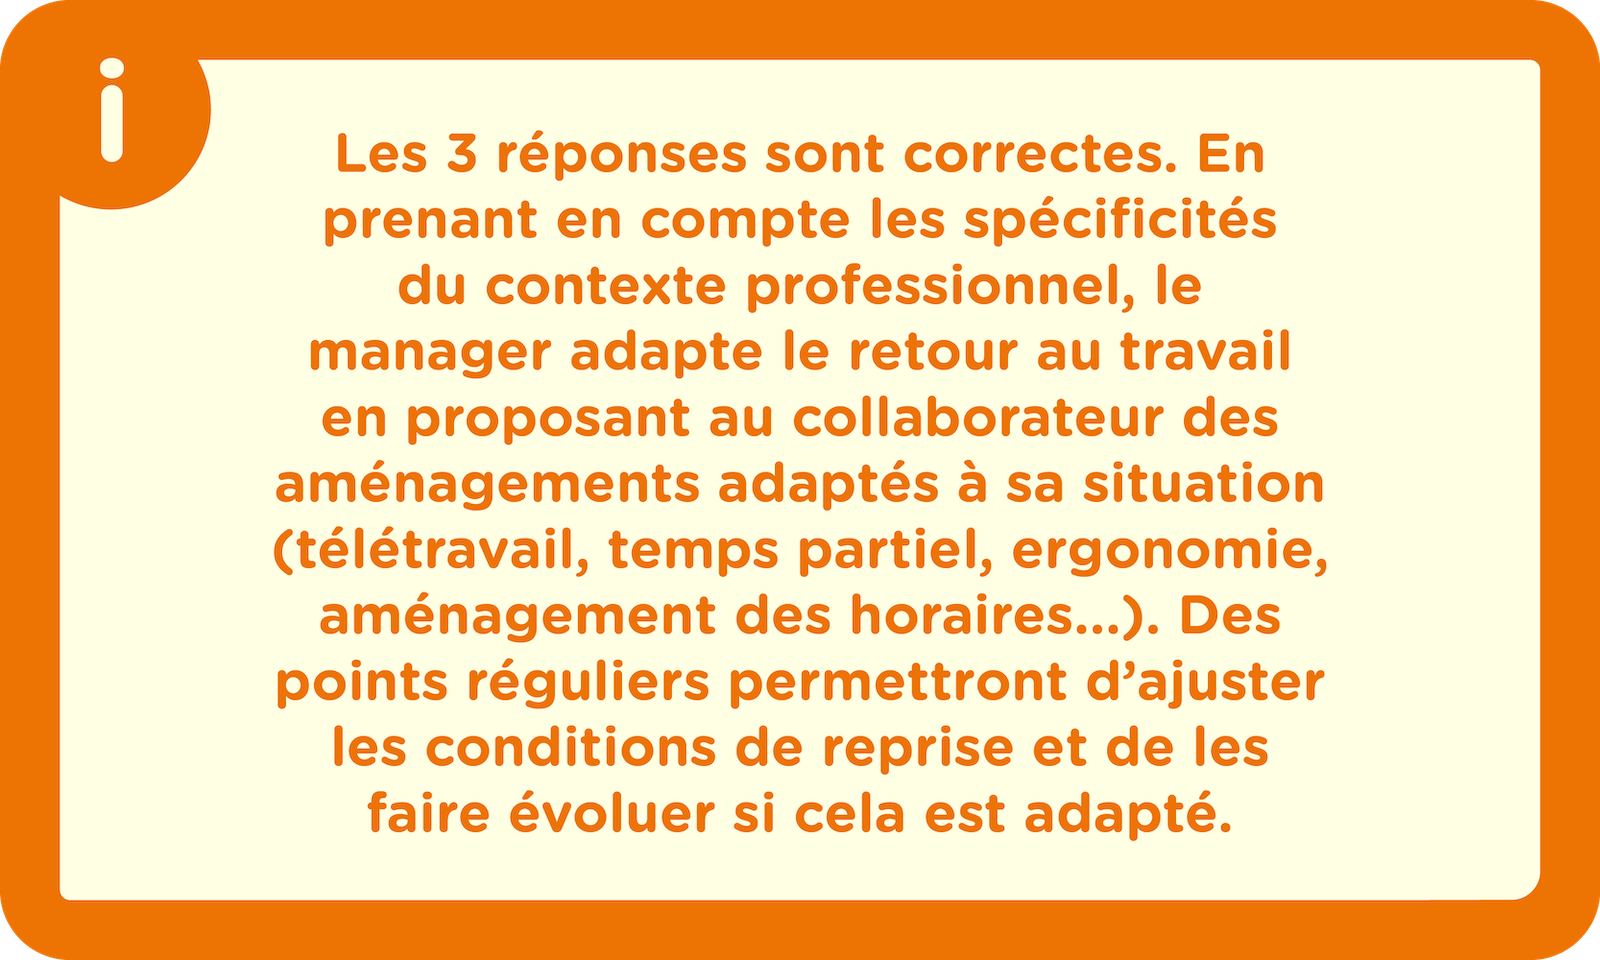 i
Les 3 réponses sont correctes. En
prenant en compte les spécificités
du contexte professionnel, le
manager adapte le retour au travail
en proposant au collaborateur des
aménagements adaptés à sa situation
(télétravail, temps partiel, ergonomie,
aménagement des horaires...). Des
points réguliers permettront d’ajuster
les conditions de reprise et de les
faire évoluer si cela est adapté.